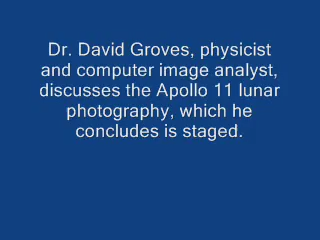 Dr. David Groves, physicist
and computer image analyst,
discusses the Apollo 11 lunar
photography, which he
concludes is staged.